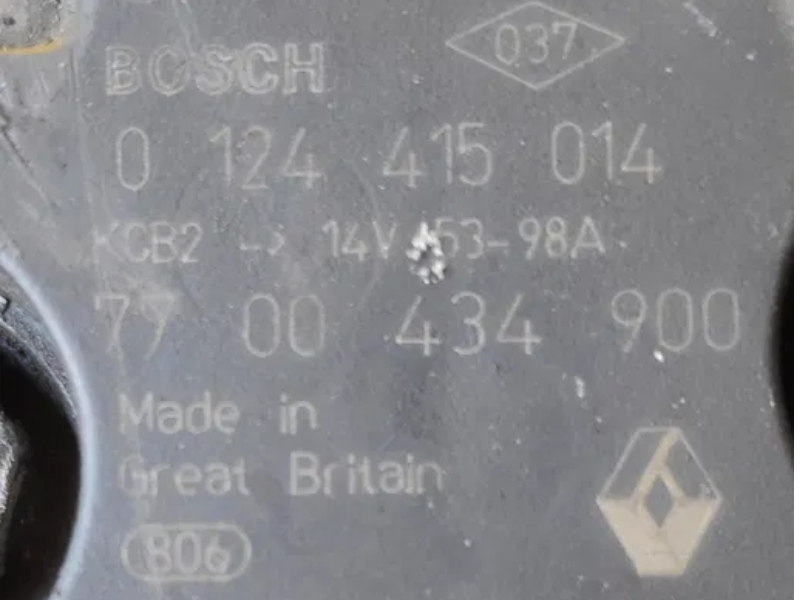 BOSCH 037
0 124 415 014
KCB2 -> 14V 53-98A
77 00 434 900
Made in
Great Britain
806